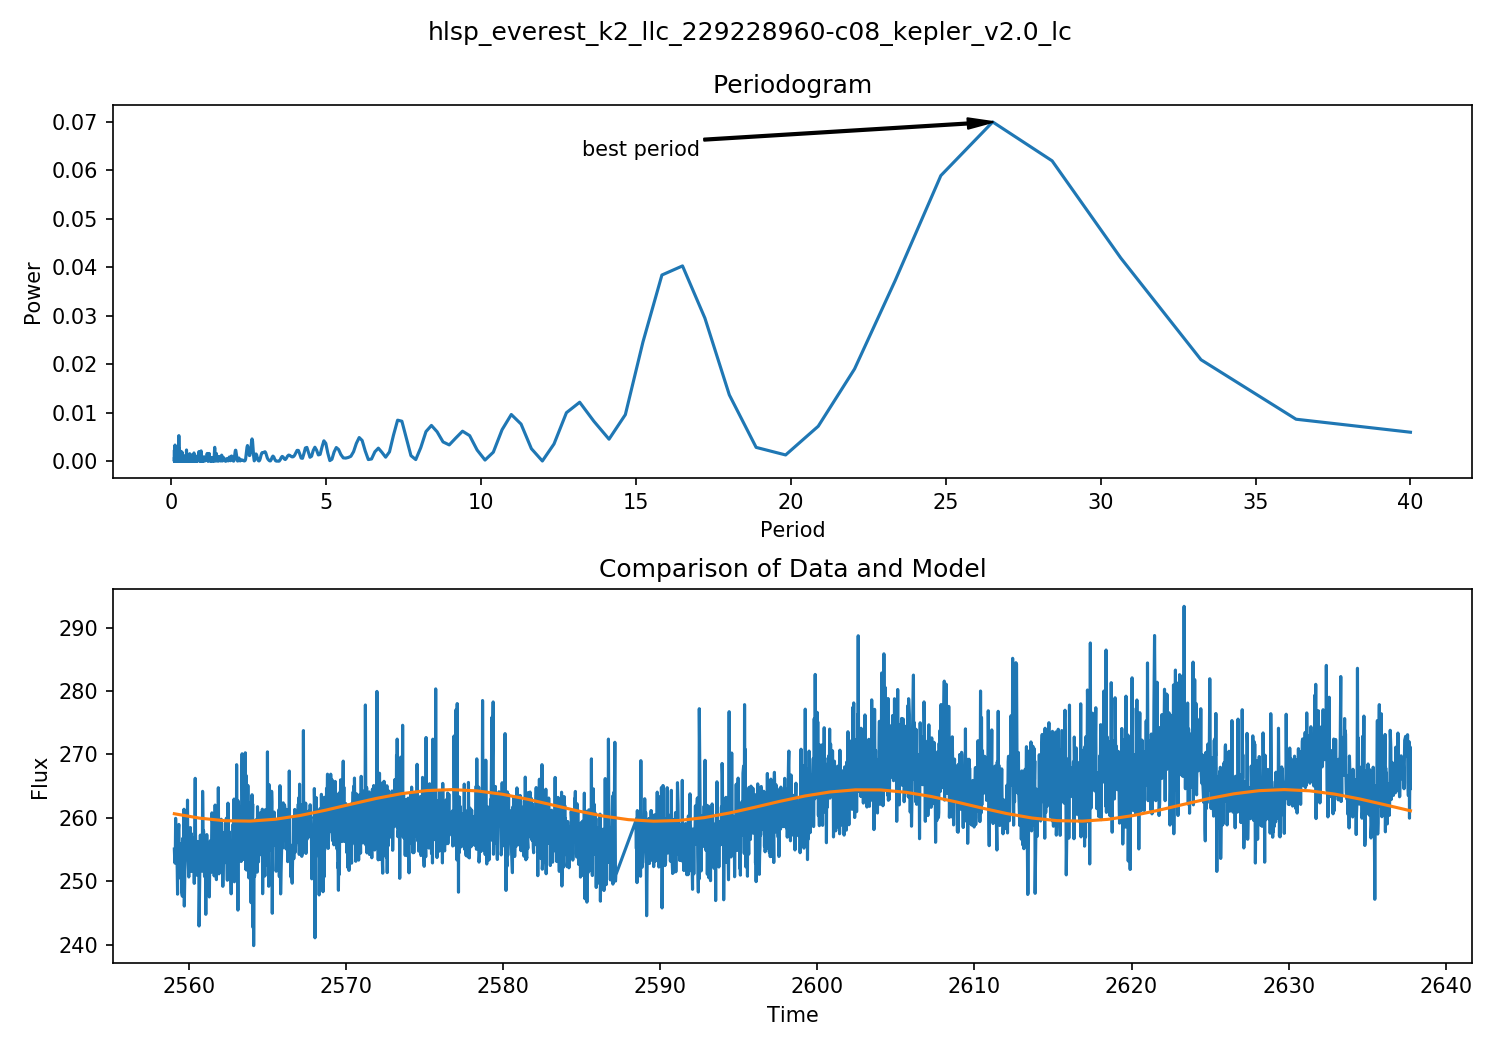 hlsp_everest_k2_llc_229228960-c08_kepler_v2.0_lc
Periodogram
0.07
0.06
0.05
0.04
0.03
0.02
0.01
0.00
Power
best period
0 5 10 15 20 25 30 35 40
Period
Comparison of Data and Model
290
280
270
260
250
240
Flux
2560 2570 2580 2590 2600 2610 2620 2630 2640
Time